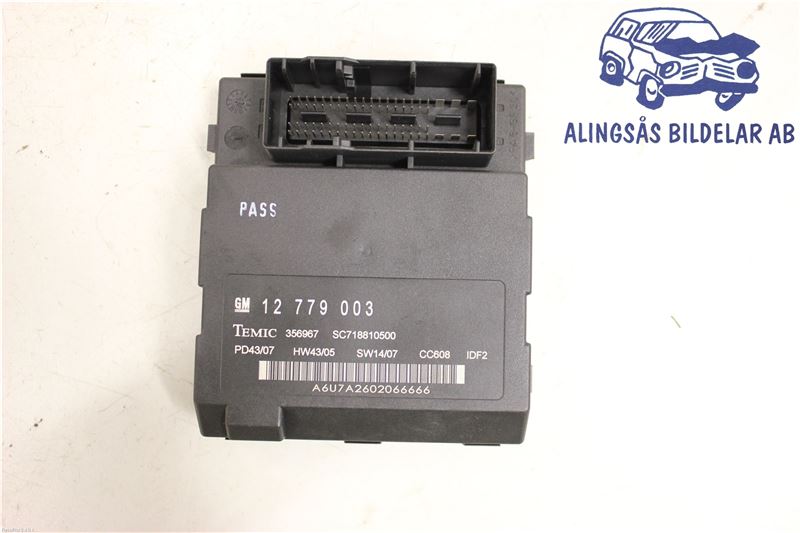 ALINGSÅS BILDELAR AB
PASS
GM 12 779 003
TEMIC 356967 SC718810500
PD43/07 HW43/05 SW14/07 CC608 IDF2
A6U7A2602066666